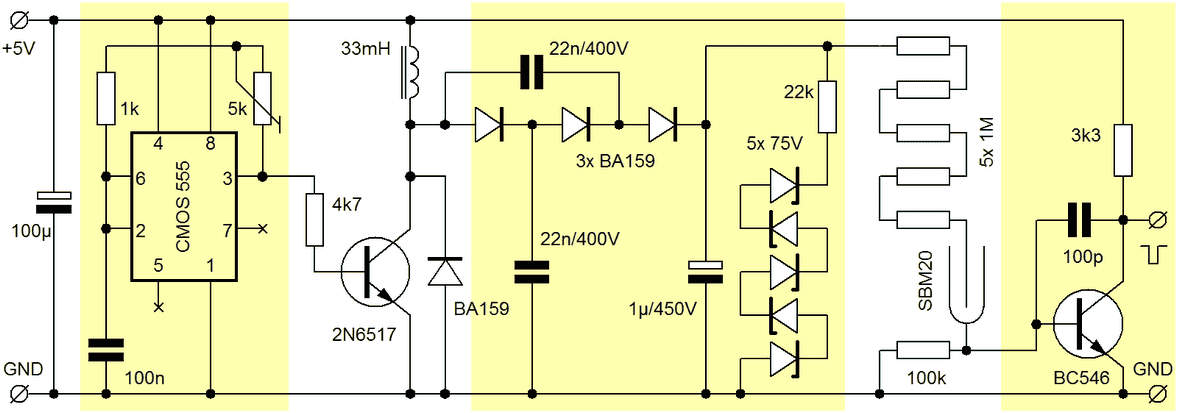 +5V
33mH
22n/400V
1k
5k
22k
4
8
3x BA159
5x 75V
5x 1M
3k3
CMOS 555
6
3
2
7
4k7
100µ
22n/400V
100p
5
1
BA159
1µ/450V
SBM20
2N6517
GND
100n
100k
BC546
GND